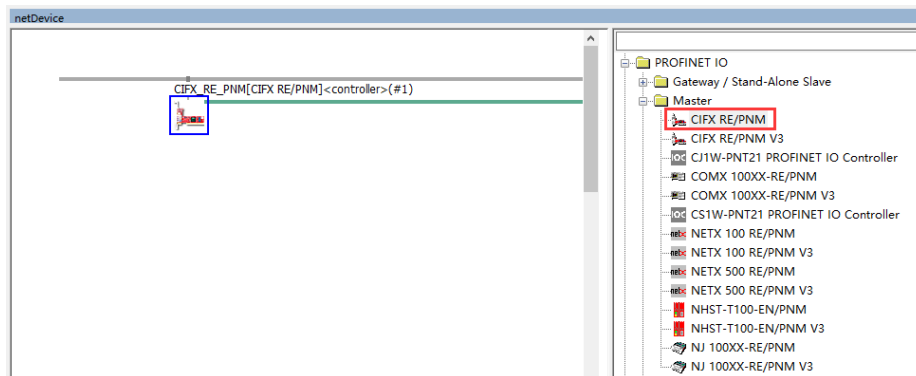 netDevice
CIFX_RE_PNM[CIFX RE/PNM]<controller>(#1)
PROFINET IO
Gateway / Stand-Alone Slave
Master
CIFX RE/PNM
CIFX RE/PNM V3
CJ1W-PNT21 PROFINET IO Controller
COMX 100XX-RE/PNM
COMX 100XX-RE/PNM V3
CS1W-PNT21 PROFINET IO Controller
NETX 100 RE/PNM
NETX 100 RE/PNM V3
NETX 500 RE/PNM
NETX 500 RE/PNM V3
NHST-T100-EN/PNM
NHST-T100-EN/PNM V3
NJ 100XX-RE/PNM
NJ 100XX-RE/PNM V3